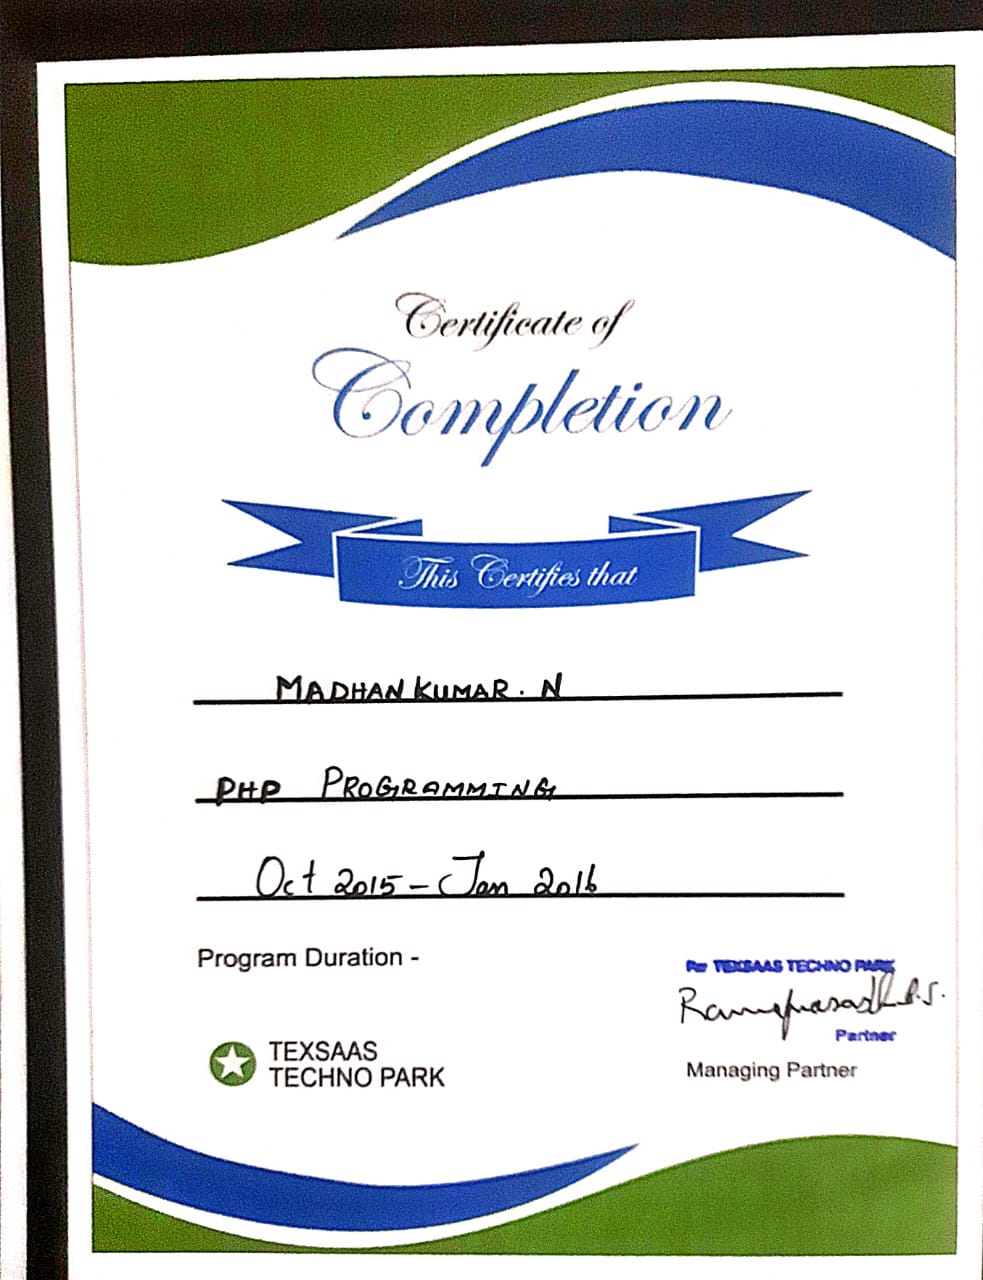 Certificate of
Completion
This Certifies that
MADHAN KUMAR. N
PHP PROGRAMMING
Oct 2015 - Jan 2016
Program Duration -
For TEXSAAS TECHNO PARK
Ramprasadh.P.S.
Partner
Managing Partner
TEXSAAS
TECHNO PARK